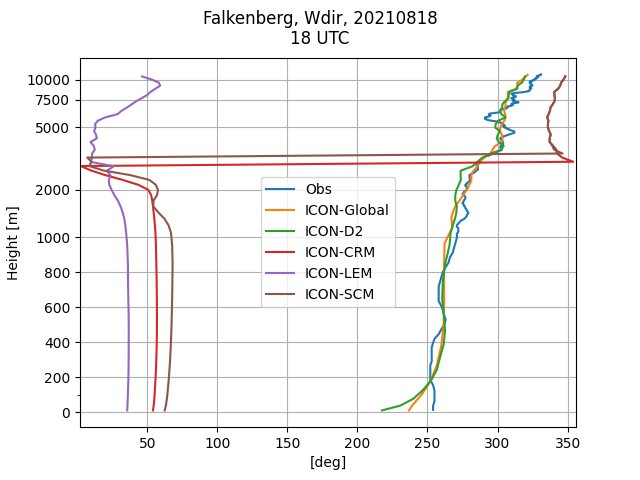 Falkenberg, Wdir, 20210818
18 UTC
Height [m]
10000
7500
5000
2000
1000
800
600
400
200
0
Obs
ICON-Global
ICON-D2
ICON-CRM
ICON-LEM
ICON-SCM
50
100
150
200
250
300
350
[deg]